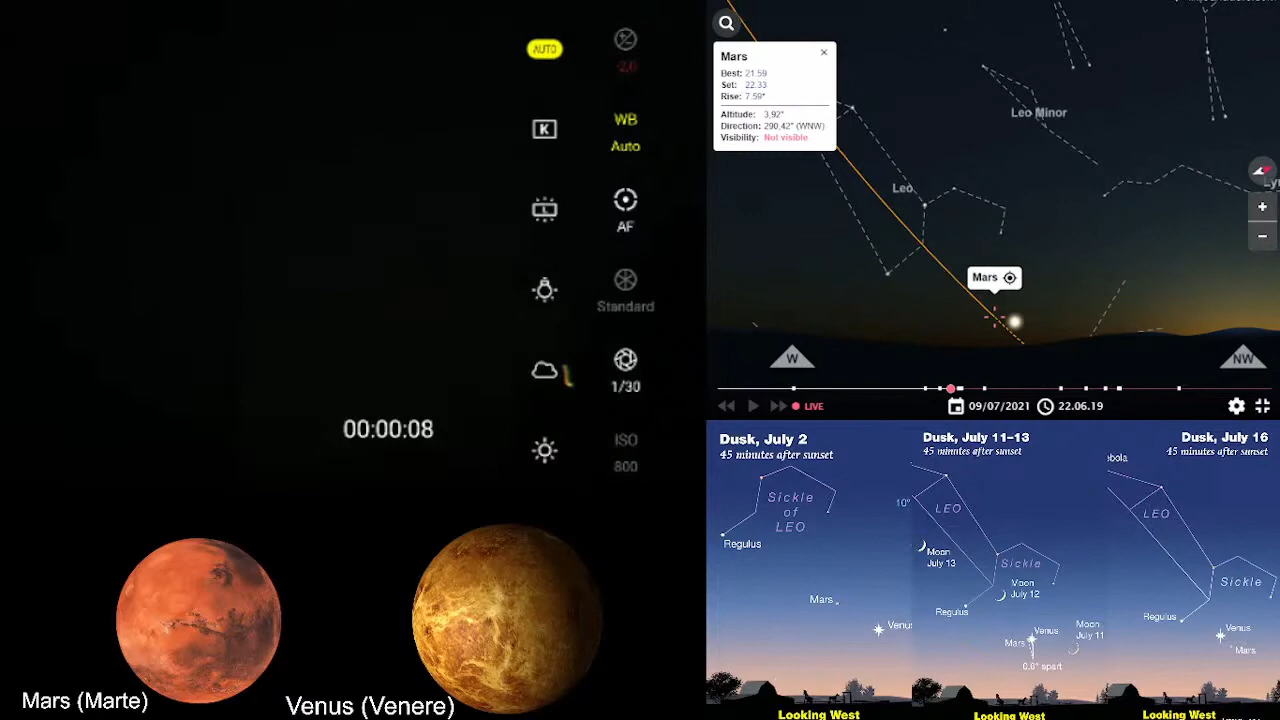 AUTO
-2,0
K
WB
Auto
L
AF
Standard
1/30
00:00:08
ISO
800
Mars (Marte)
Venus (Venere)
Mars
Best: 21.59
Set: 22.33
Rise: 7.59*
Altitude: 3,92°
Direction: 290,42° (WNW)
Visibility: Not visible
Leo Minor
Leo
Mars
W
NW
LIVE
09/07/2021
22.06.19
Dusk, July 2
45 minutes after sunset
Sickle
of
LEO
Regulus
Mars
Venus
Looking West
Dusk, July 11–13
45 minutes after sunset
10°
LEO
Moon
July 13
Sickle
Moon
July 12
Regulus
Venus
Mars
Moon
July 11
0.6° apart
Looking West
Dusk, July 16
45 minutes after sunset
LEO
Sickle
Regulus
Venus
Mars
Looking West